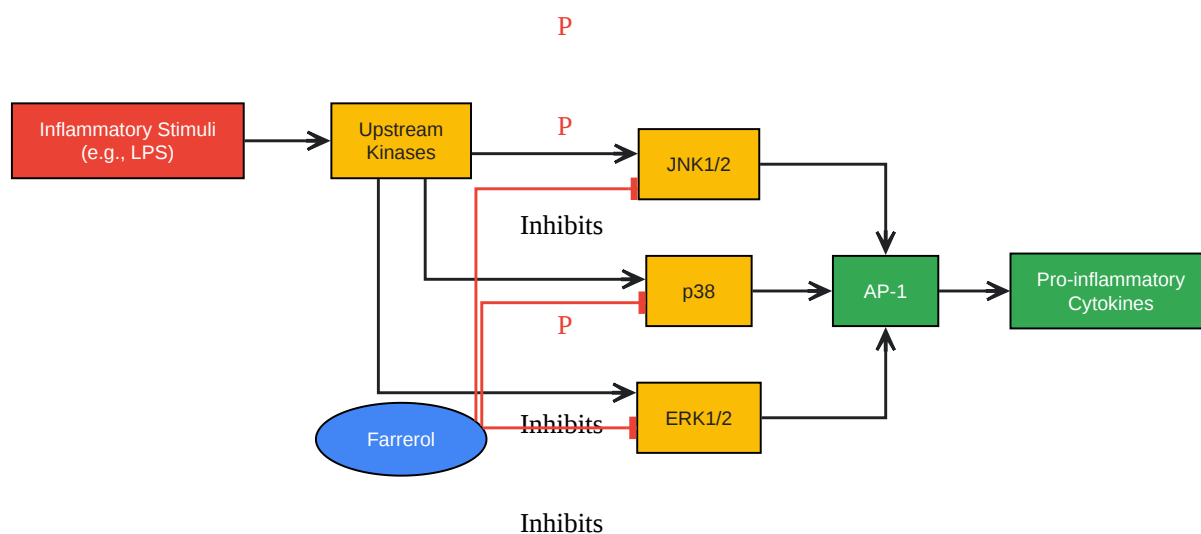 P
Inflammatory Stimuli
(e.g., LPS)
Upstream
Kinases
P
JNK1/2
Inhibits
p38
AP-1
Pro-inflammatory
Cytokines
P
ERK1/2
Inhibits
Farrerol
Inhibits